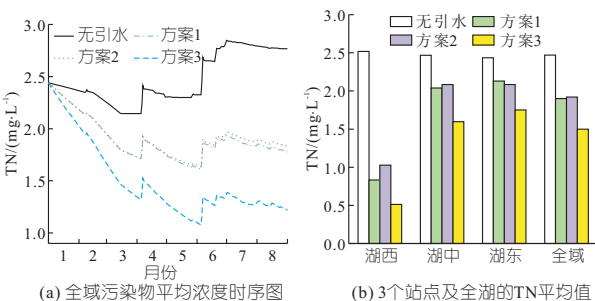 3.0
2.5
2.0
1.5
1.0
TN/(mg·L⁻¹)
无引水 方案1
方案2 方案3
1 2 3 4 5 6 7 8
月份
(a) 全域污染物平均浓度时序图
3.0
2.5
2.0
1.5
1.0
0.5
0.0
TN/(mg·L⁻¹)
无引水 方案1
方案2 方案3
湖西 湖中 湖东 全域
(b) 3个站点及全湖的TN平均值